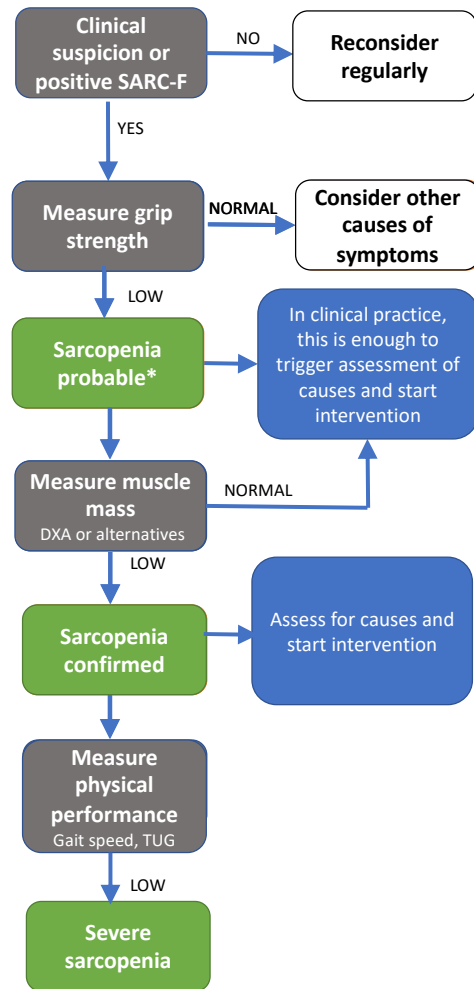 Clinical
suspicion or
positive SARC-F
NO
Reconsider
regularly
YES
Measure grip
strength
NORMAL
Consider other
causes of
symptoms
LOW
Sarcopenia
probable*
In clinical practice,
this is enough to
trigger assessment of
causes and start
intervention
Measure muscle
mass
DXA or alternatives
NORMAL
LOW
Sarcopenia
confirmed
Assess for causes and
start intervention
Measure
physical
performance
Gait speed, TUG
LOW
Severe
sarcopenia